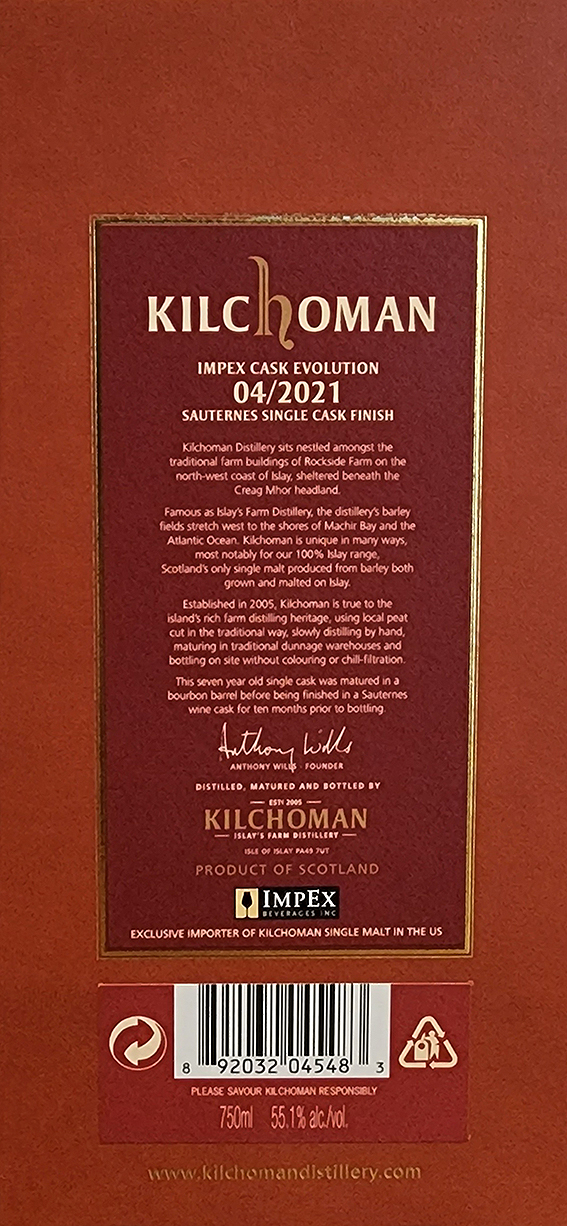 KILCHOMAN
IMPEX CASK EVOLUTION
04/2021
SAUTERNES SINGLE CASK FINISH
Kilchoman Distillery sits nestled amongst the
traditional farm buildings of Rockside Farm on the
north-west coast of Islay, sheltered beneath the
Creag Mhor headland.
Famous as Islay's Farm Distillery, the distillery's barley
fields stretch west to the shores of Machir Bay and the
Atlantic Ocean. Kilchoman is unique in many ways,
most notably for our 100% Islay range,
Scotland's only single malt produced from barley both
grown and malted on Islay.
Established in 2005, Kilchoman is true to the
island's rich farm distilling heritage, using local peat
cut in the traditional way, slowly distilling by hand,
maturing in traditional dunnage warehouses and
bottling on site without colouring or chill-filtration.
This seven year old single cask was matured in a
bourbon barrel before being finished in a Sauternes
wine cask for ten months prior to bottling.
Anthony Wills
ANTHONY WILLS · FOUNDER
DISTILLED, MATURED AND BOTTLED BY
ESTD 2005
KILCHOMAN
ISLAY'S FARM DISTILLERY
ISLE OF ISLAY PA49 7UT
PRODUCT OF SCOTLAND
IMPEX
BEVERAGES INC
EXCLUSIVE IMPORTER OF KILCHOMAN SINGLE MALT IN THE US
8 92032 04548 3
PLEASE SAVOUR KILCHOMAN RESPONSIBLY
750ml 55.1% alc./vol.
www.kilchomandistillery.com